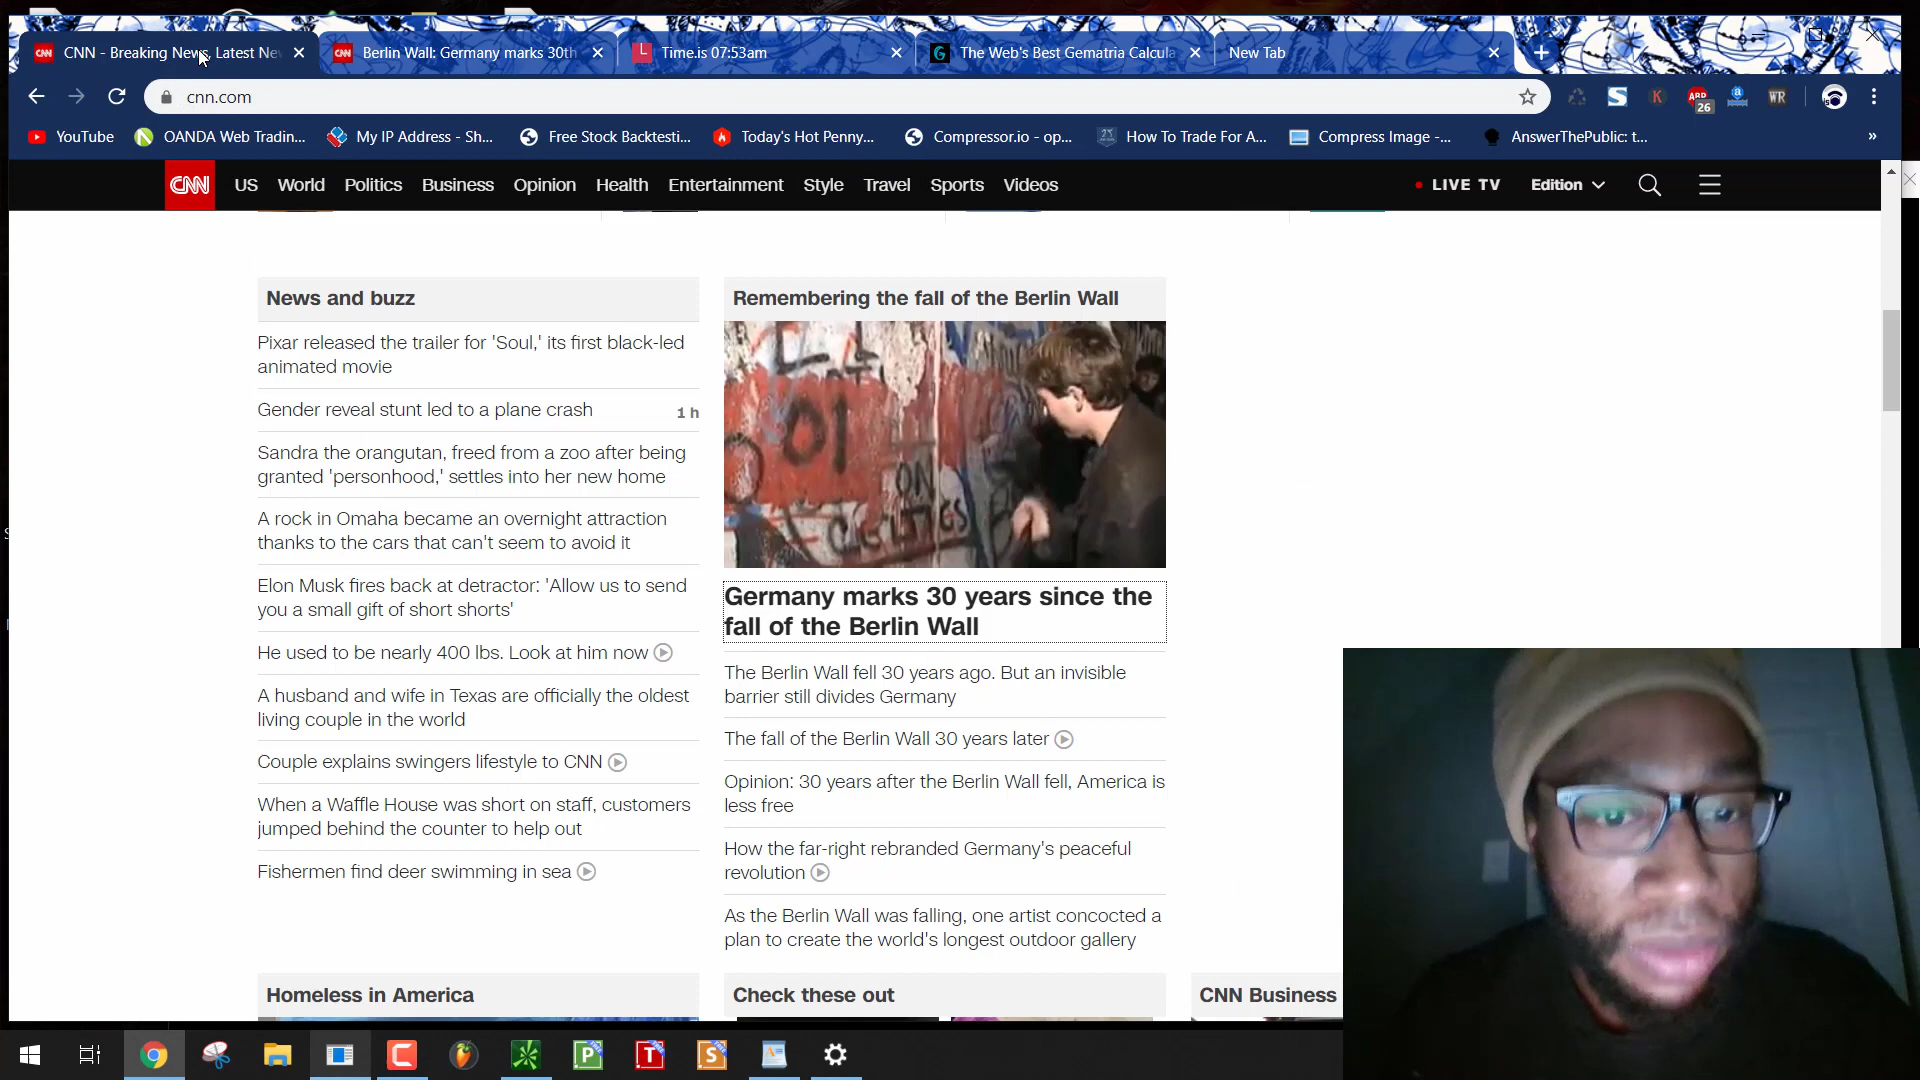 CNN - Breaking News, Latest Ne
Berlin Wall: Germany marks 30th
Time.is 07:53am
The Web's Best Gematria Calcula
New Tab
cnn.com
26
YouTube
OANDA Web Tradin...
My IP Address - Sh...
Free Stock Backtesti...
Today's Hot Penny...
Compressor.io - op...
How To Trade For A...
Compress Image -...
AnswerThePublic: t...
»
CNN US World Politics Business Opinion Health Entertainment Style Travel Sports Videos LIVE TV Edition
News and buzz
Pixar released the trailer for 'Soul,' its first black-led
animated movie
Gender reveal stunt led to a plane crash 1 h
Sandra the orangutan, freed from a zoo after being
granted 'personhood,' settles into her new home
A rock in Omaha became an overnight attraction
thanks to the cars that can't seem to avoid it
Elon Musk fires back at detractor: 'Allow us to send
you a small gift of short shorts'
He used to be nearly 400 lbs. Look at him now
A husband and wife in Texas are officially the oldest
living couple in the world
Couple explains swingers lifestyle to CNN
When a Waffle House was short on staff, customers
jumped behind the counter to help out
Fishermen find deer swimming in sea
Remembering the fall of the Berlin Wall
ON
Germany marks 30 years since the
fall of the Berlin Wall
The Berlin Wall fell 30 years ago. But an invisible
barrier still divides Germany
The fall of the Berlin Wall 30 years later
Opinion: 30 years after the Berlin Wall fell, America is
less free
How the far-right rebranded Germany's peaceful
revolution
As the Berlin Wall was falling, one artist concocted a
plan to create the world's longest outdoor gallery
Homeless in America
Check these out
CNN Business